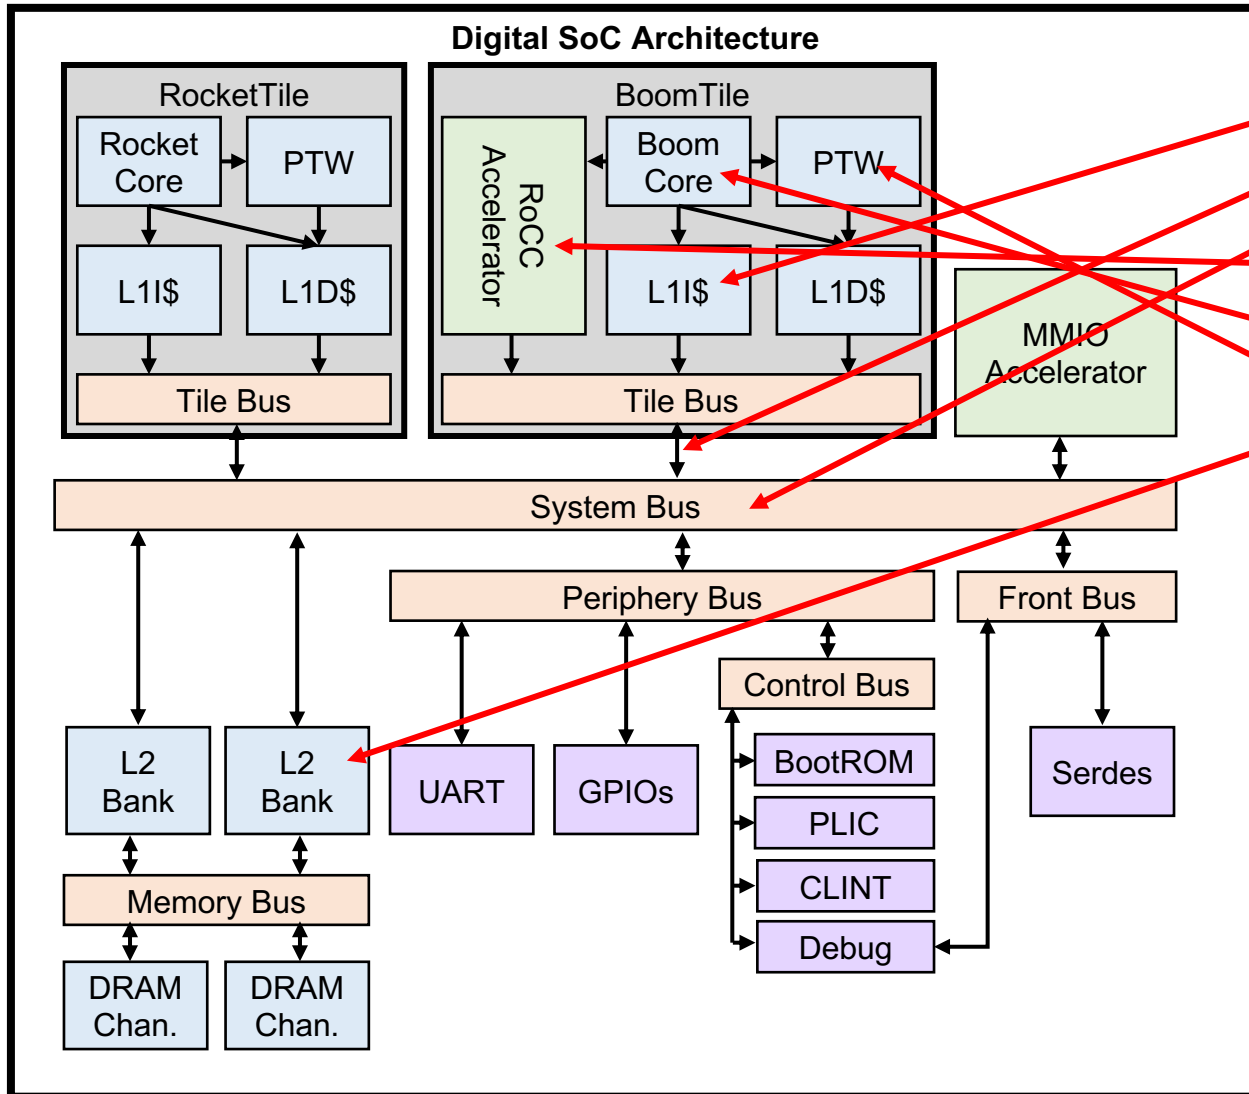 Digital SoC Architecture
RocketTile
Rocket
Core
PTW
L1I$
L1D$
Tile Bus
BoomTile
RoCC
Accelerator
Boom
Core
PTW
L1I$
L1D$
Tile Bus
MMIO
Accelerator
System Bus
Periphery Bus
Front Bus
Control Bus
L2
Bank
L2
Bank
UART
GPIOs
BootROM
PLIC
CLINT
Debug
Serdes
Memory Bus
DRAM
Chan.
DRAM
Chan.